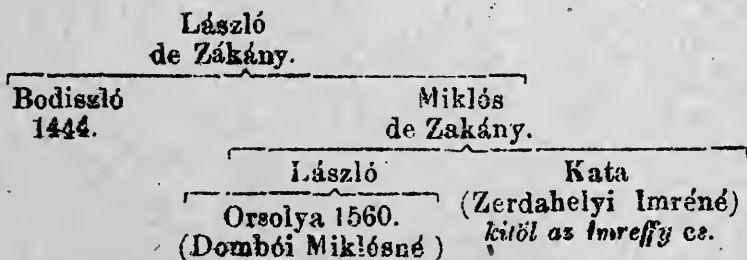 László
de Zákány.
Bodiszló
1444.
Miklós
de Zakány.
László
Orsolya 1560.
(Dombói Miklósné)
Kata
(Zerdahelyi Imréné)
kitöl az Imreffy cs.